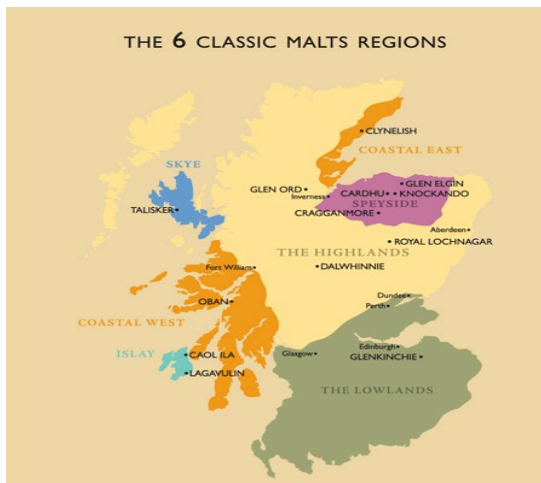 THE 6 CLASSIC MALTS REGIONS
CLYNELISH
COASTAL EAST
SKYE
GLEN ORD
Inverness
GLEN ELGIN
CARDHU
KNOCKANDO
SPEYSIDE
CRAGGANMORE
TALISKER
Aberdeen
ROYAL LOCHNAGAR
THE HIGHLANDS
Fort William
DALWHINNIE
OBAN
Dundee
Perth
COASTAL WEST
Edinburgh
ISLAY
CAOL ILA
Glasgow
GLENKINCHIE
LAGAVULIN
THE LOWLANDS